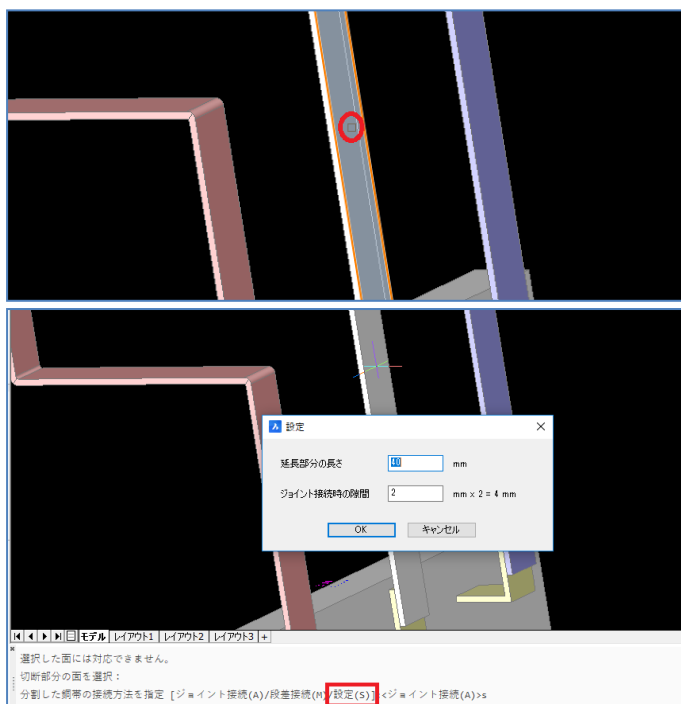 設定
延長部分の長さ 40 mm
ジョイント接続時の隙間 2 mm x 2 = 4 mm
OK キャンセル
モデル レイアウト1 レイアウト2 レイアウト3 +
選択した面には対応できません。
切断部分の面を選択：
分割した鋼帯の接続方法を指定 [ジョイント接続(A)/段差接続(M)/設定(S)]:<ジョイント接続(A)>s